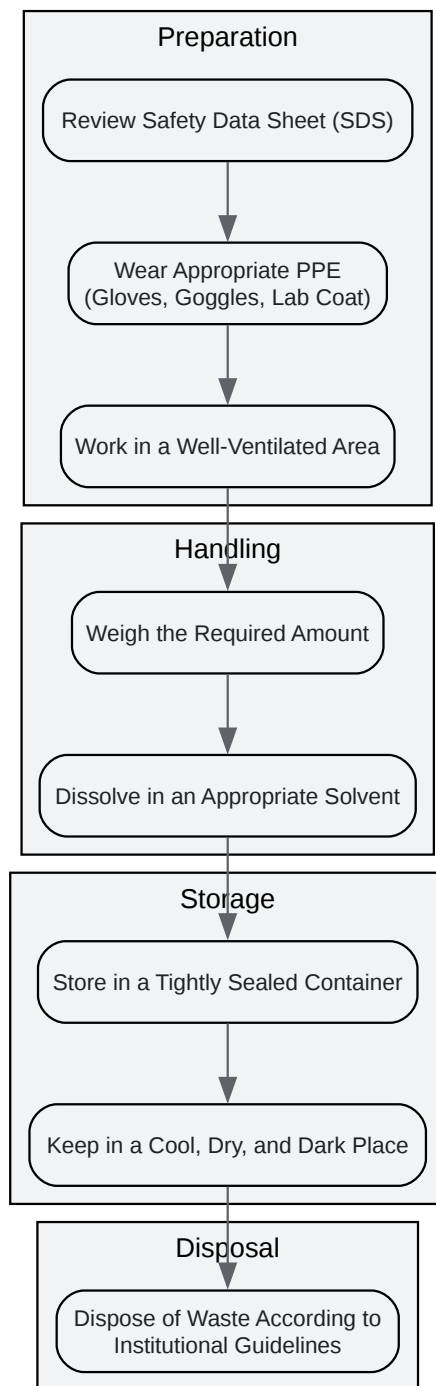 Preparation
Review Safety Data Sheet (SDS)
Wear Appropriate PPE
(Gloves, Goggles, Lab Coat)
Work in a Well-Ventilated Area
Handling
Weigh the Required Amount
Dissolve in an Appropriate Solvent
Storage
Store in a Tightly Sealed Container
Keep in a Cool, Dry, and Dark Place
Disposal
Dispose of Waste According to
Institutional Guidelines